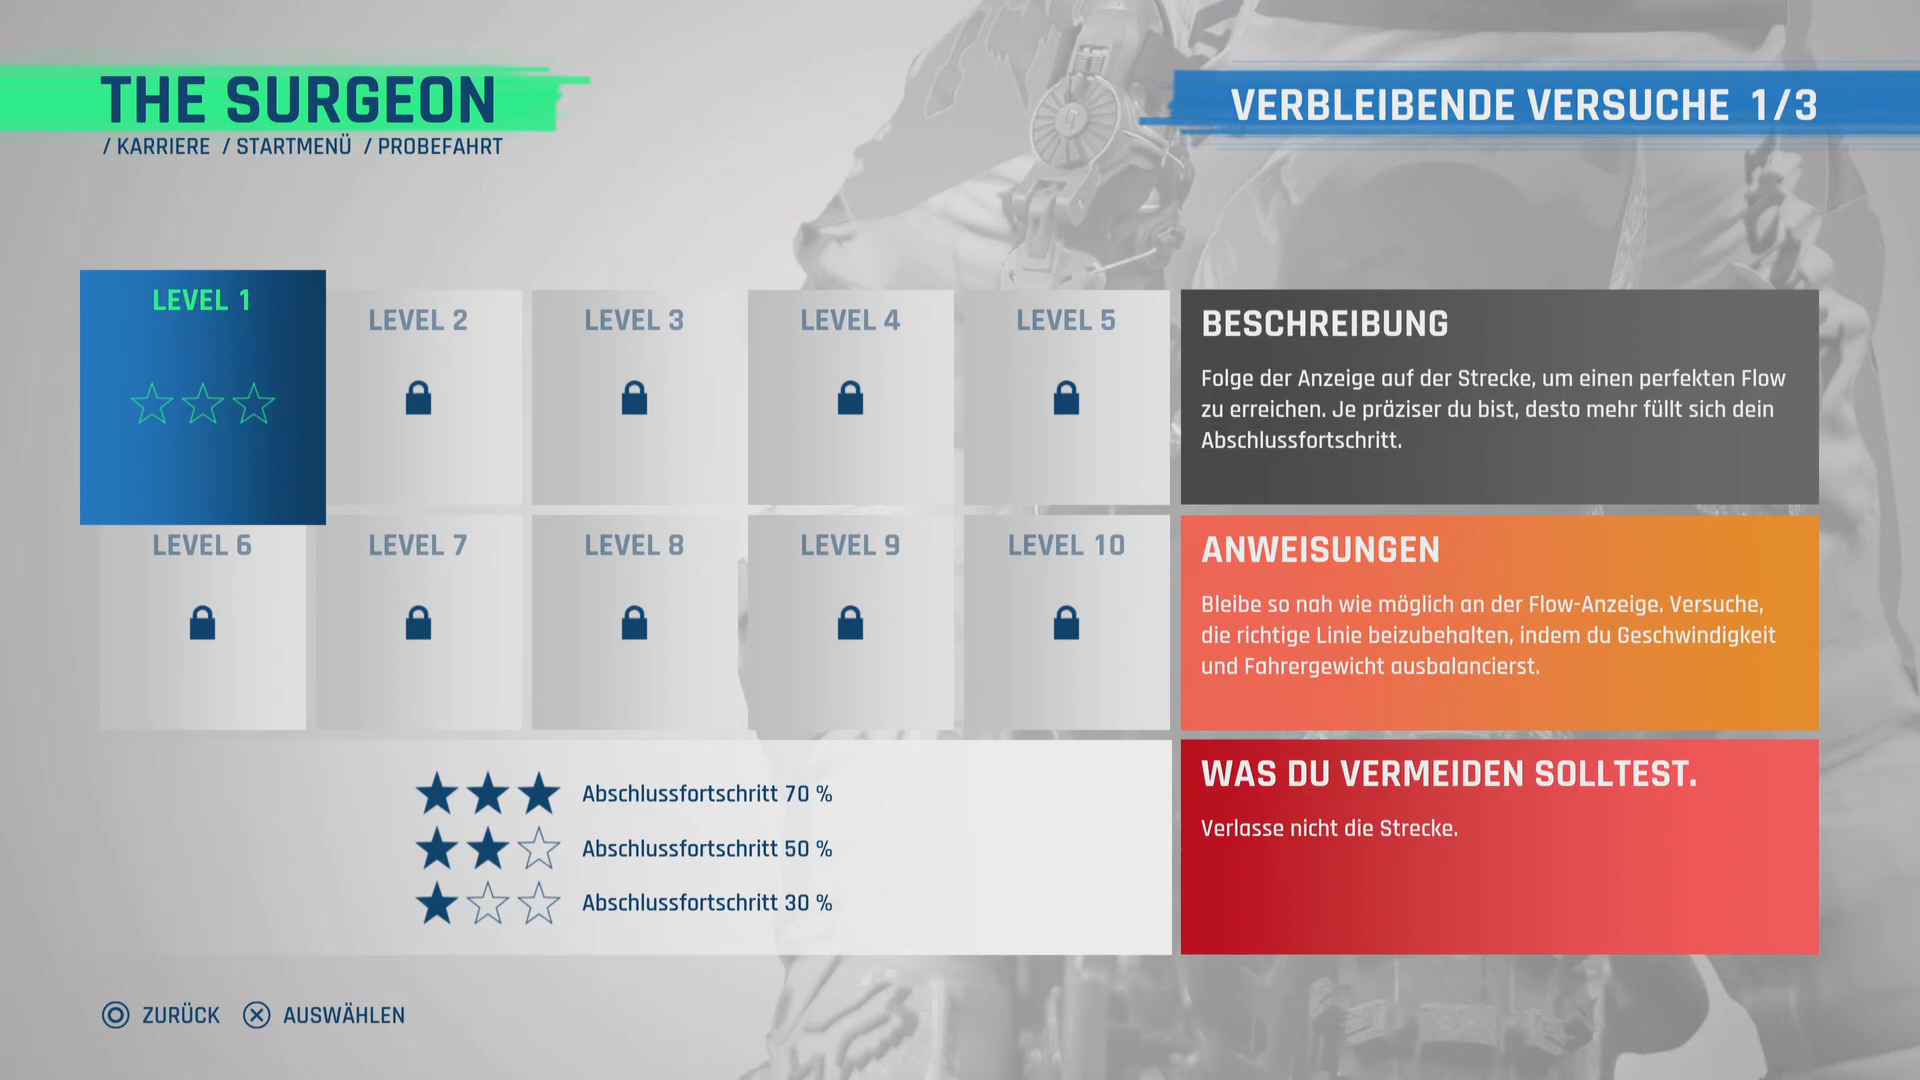 THE SURGEON
/ KARRIERE / STARTMENÜ / PROBEFAHRT
VERBLEIBENDE VERSUCHE 1/3
LEVEL 1
LEVEL 2
LEVEL 3
LEVEL 4
LEVEL 5
LEVEL 6
LEVEL 7
LEVEL 8
LEVEL 9
LEVEL 10
BESCHREIBUNG
Folge der Anzeige auf der Strecke, um einen perfekten Flow
zu erreichen. Je präziser du bist, desto mehr füllt sich dein
Abschlussfortschritt.
ANWEISUNGEN
Bleibe so nah wie möglich an der Flow-Anzeige. Versuche,
die richtige Linie beizubehalten, indem du Geschwindigkeit
und Fahrergewicht ausbalancierst.
WAS DU VERMEIDEN SOLLTEST.
Verlasse nicht die Strecke.
Abschlussfortschritt 70 %
Abschlussfortschritt 50 %
Abschlussfortschritt 30 %
ZURÜCK AUSWÄHLEN